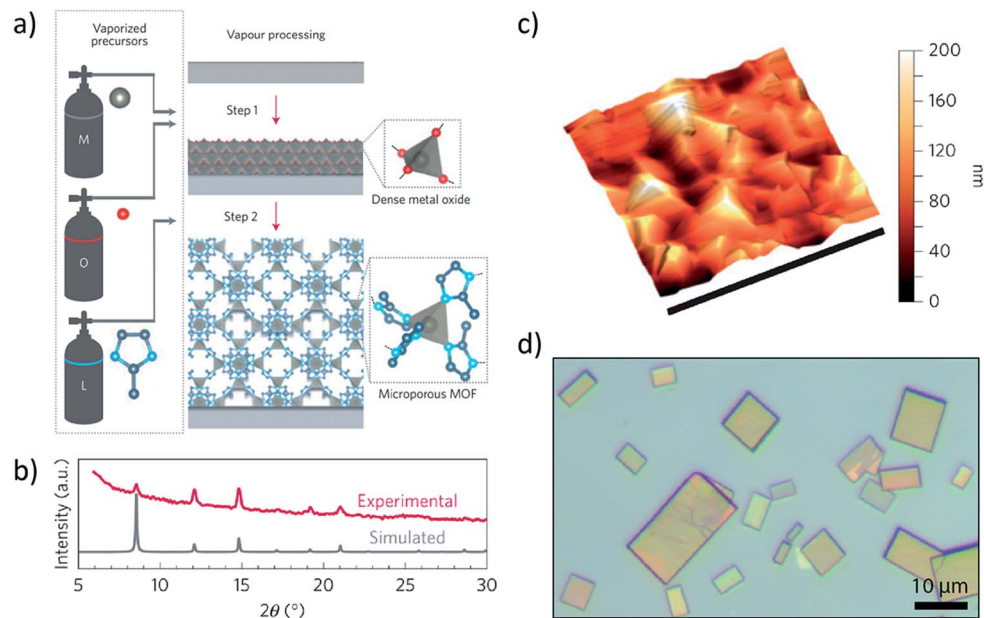 a)
Vaporized
precursors
Vapour processing
M
O
L
Step 1
Dense metal oxide
Step 2
Microporous MOF
b)
Intensity (a.u.)
Experimental
Simulated
5 10 15 20 25 30
2θ (°)
c)
200
160
120
80
40
0
nm
d)
10 μm